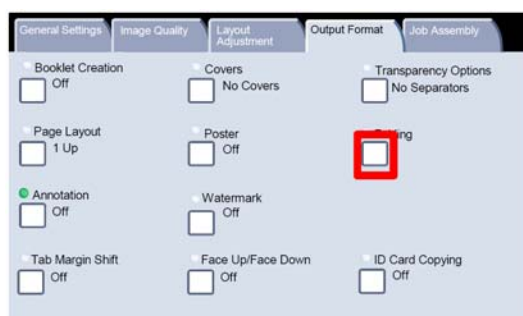 General Settings
Image Quality
Layout
Adjustment
Output Format
Job Assembly
Booklet Creation
Off
Covers
No Covers
Transparency Options
No Separators
Page Layout
1 Up
Poster
Off
Annotation
Off
Watermark
Off
Tab Margin Shift
Off
Face Up/Face Down
Off
ID Card Copying
Off